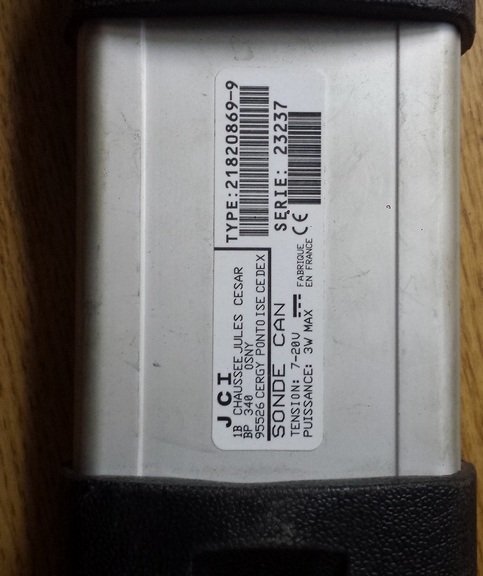 JCI
1B CHAUSSEE JULES CESAR
BP 340 OSNY
95526 CERGY PONTOISE CEDEX
TYPE:21820869-9
SERIE: 23237
SONDE CAN
TENSION: 7-20V
PUISSANCE: 3W MAX
CE
FABRIQUE
EN FRANCE